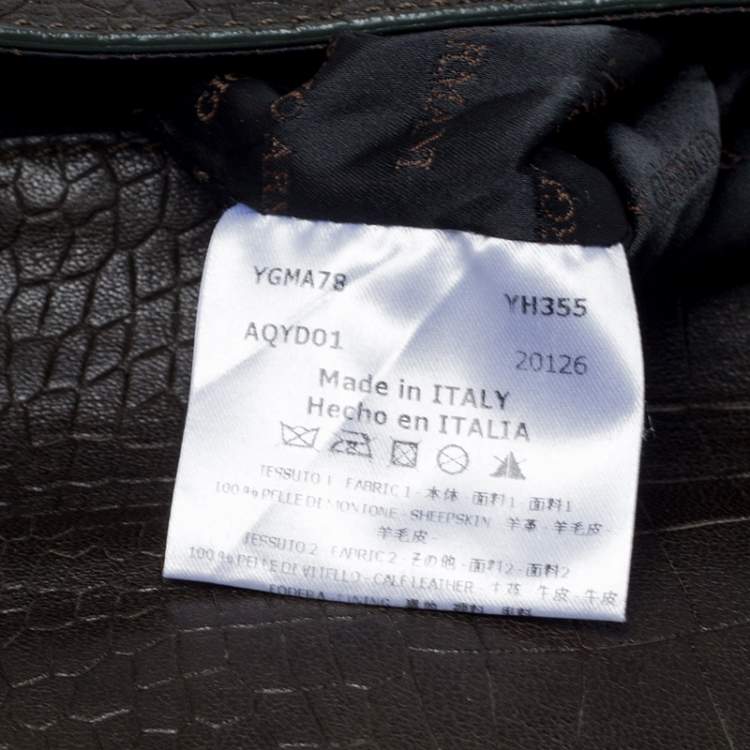 ARMANI
YGMA78
YH355
AQYD01
20126
Made in ITALY
Hecho en ITALIA
TESSUTO 1 FABRIC 1 - 本体 - 面料1 - 面料1
100 % PELLE DI MONTONE - SHEEPSKIN 羊革 - 羊毛皮 -
羊毛皮 -
TESSUTO 2 FABRIC 2 - その他 - 面料2 - 面料2
100 % PELLE DI VITELLO - CALF LEATHER - 牛皮 - 牛皮
FODERA LINING